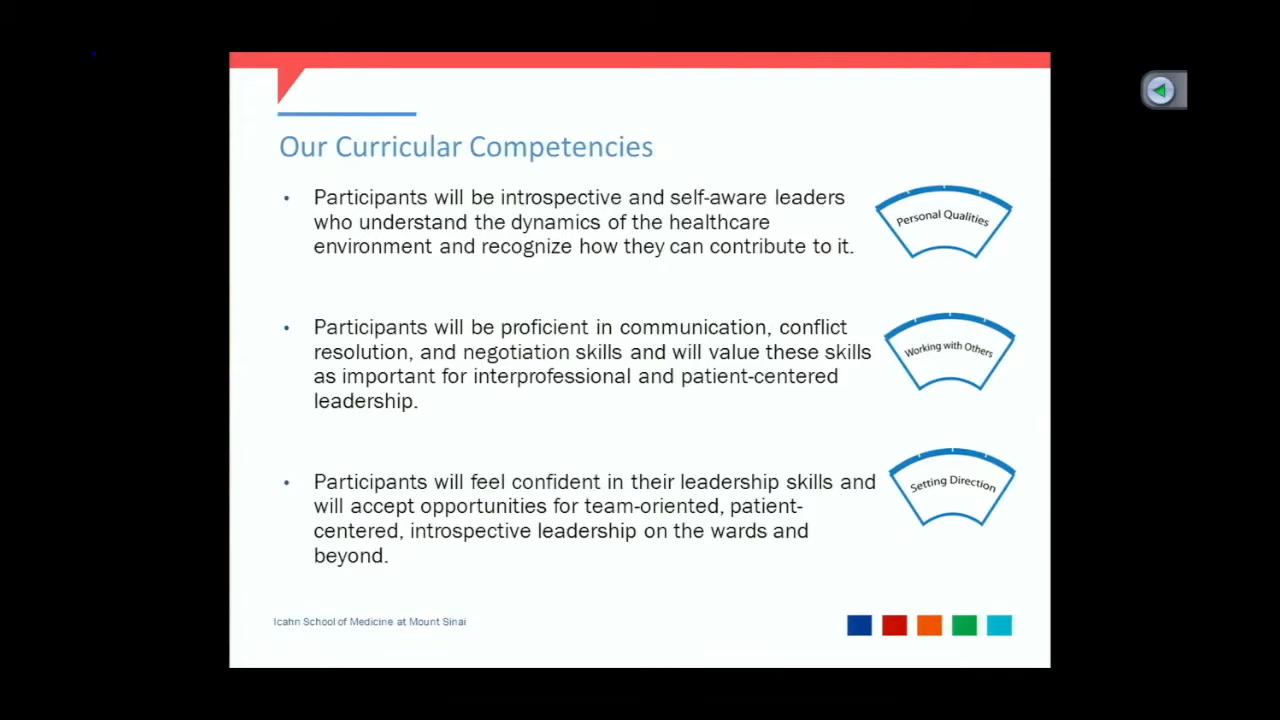 Our Curricular Competencies
• Participants will be introspective and self-aware leaders
who understand the dynamics of the healthcare
environment and recognize how they can contribute to it.
Personal Qualities
• Participants will be proficient in communication, conflict
resolution, and negotiation skills and will value these skills
as important for interprofessional and patient-centered
leadership.
Working with Others
• Participants will feel confident in their leadership skills and
will accept opportunities for team-oriented, patient-
centered, introspective leadership on the wards and
beyond.
Setting Direction
Icahn School of Medicine at Mount Sinai